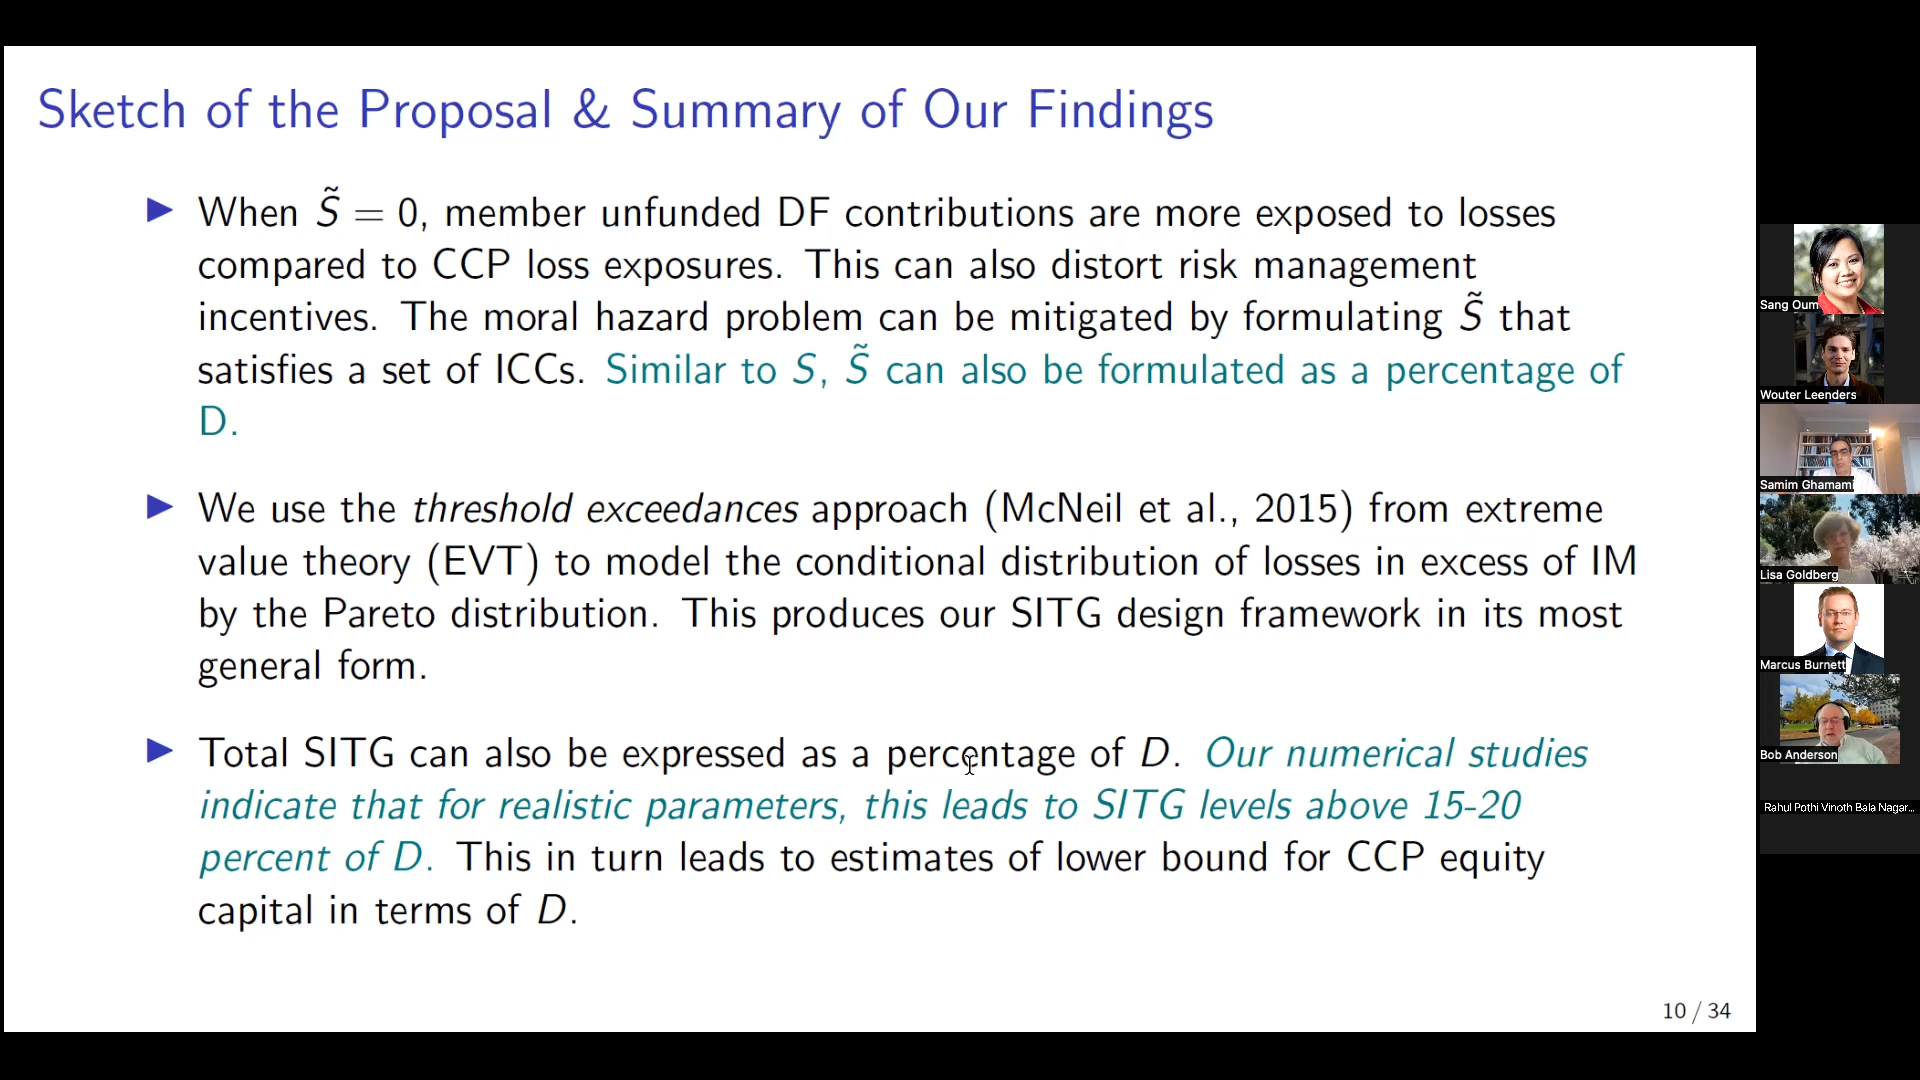 Sketch of the Proposal & Summary of Our Findings
▶ When S̃ = 0, member unfunded DF contributions are more exposed to losses
compared to CCP loss exposures. This can also distort risk management
incentives. The moral hazard problem can be mitigated by formulating S̃ that
satisfies a set of ICCs. Similar to S, S̃ can also be formulated as a percentage of
D.
▶ We use the threshold exceedances approach (McNeil et al., 2015) from extreme
value theory (EVT) to model the conditional distribution of losses in excess of IM
by the Pareto distribution. This produces our SITG design framework in its most
general form.
▶ Total SITG can also be expressed as a percentage of D. Our numerical studies
indicate that for realistic parameters, this leads to SITG levels above 15-20
percent of D. This in turn leads to estimates of lower bound for CCP equity
capital in terms of D.
10 / 34
Sang Oum
Wouter Leenders
Samim Ghamami
Lisa Goldberg
Marcus Burnett
Bob Anderson
Rahul Pothi Vinoth Bala Nagar...